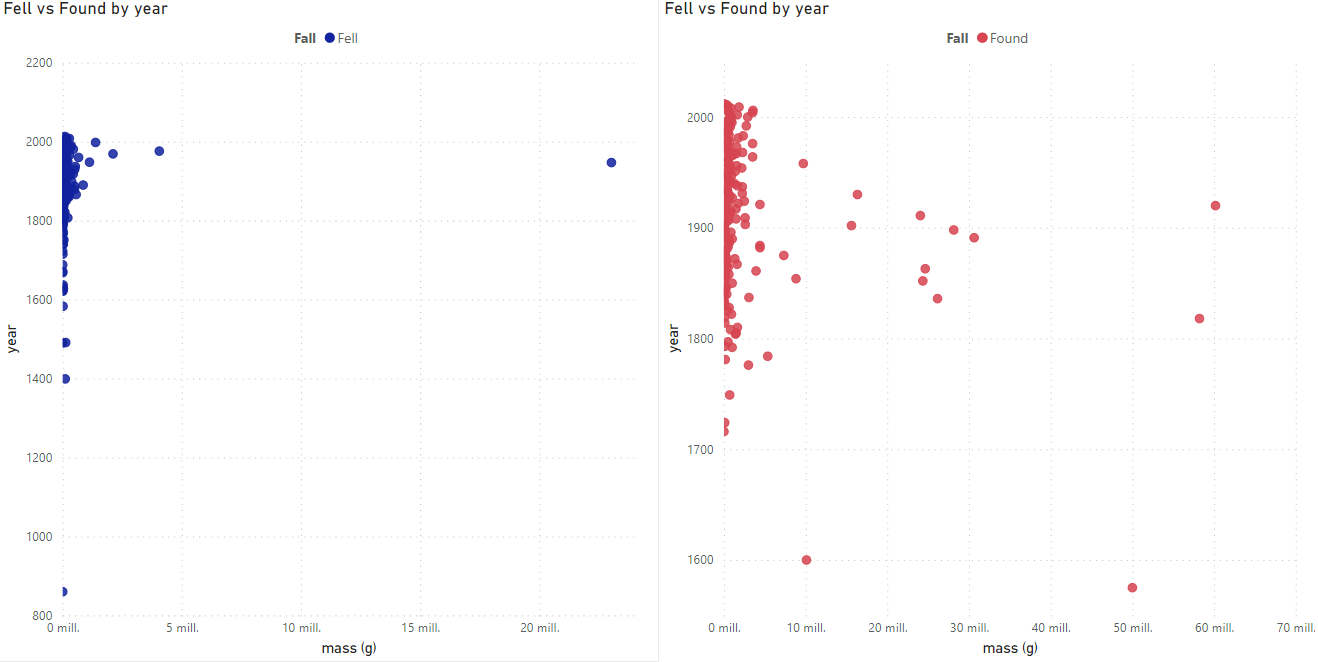 Fell vs Found by year
Fall Fell
2200
2000
1800
1600
1400
1200
1000
800
year
0 mill. 5 mill. 10 mill. 15 mill. 20 mill.
mass (g)
Fell vs Found by year
Fall Found
2000
1900
1800
1700
1600
year
0 mill. 10 mill. 20 mill. 30 mill. 40 mill. 50 mill. 60 mill. 70 mill.
mass (g)